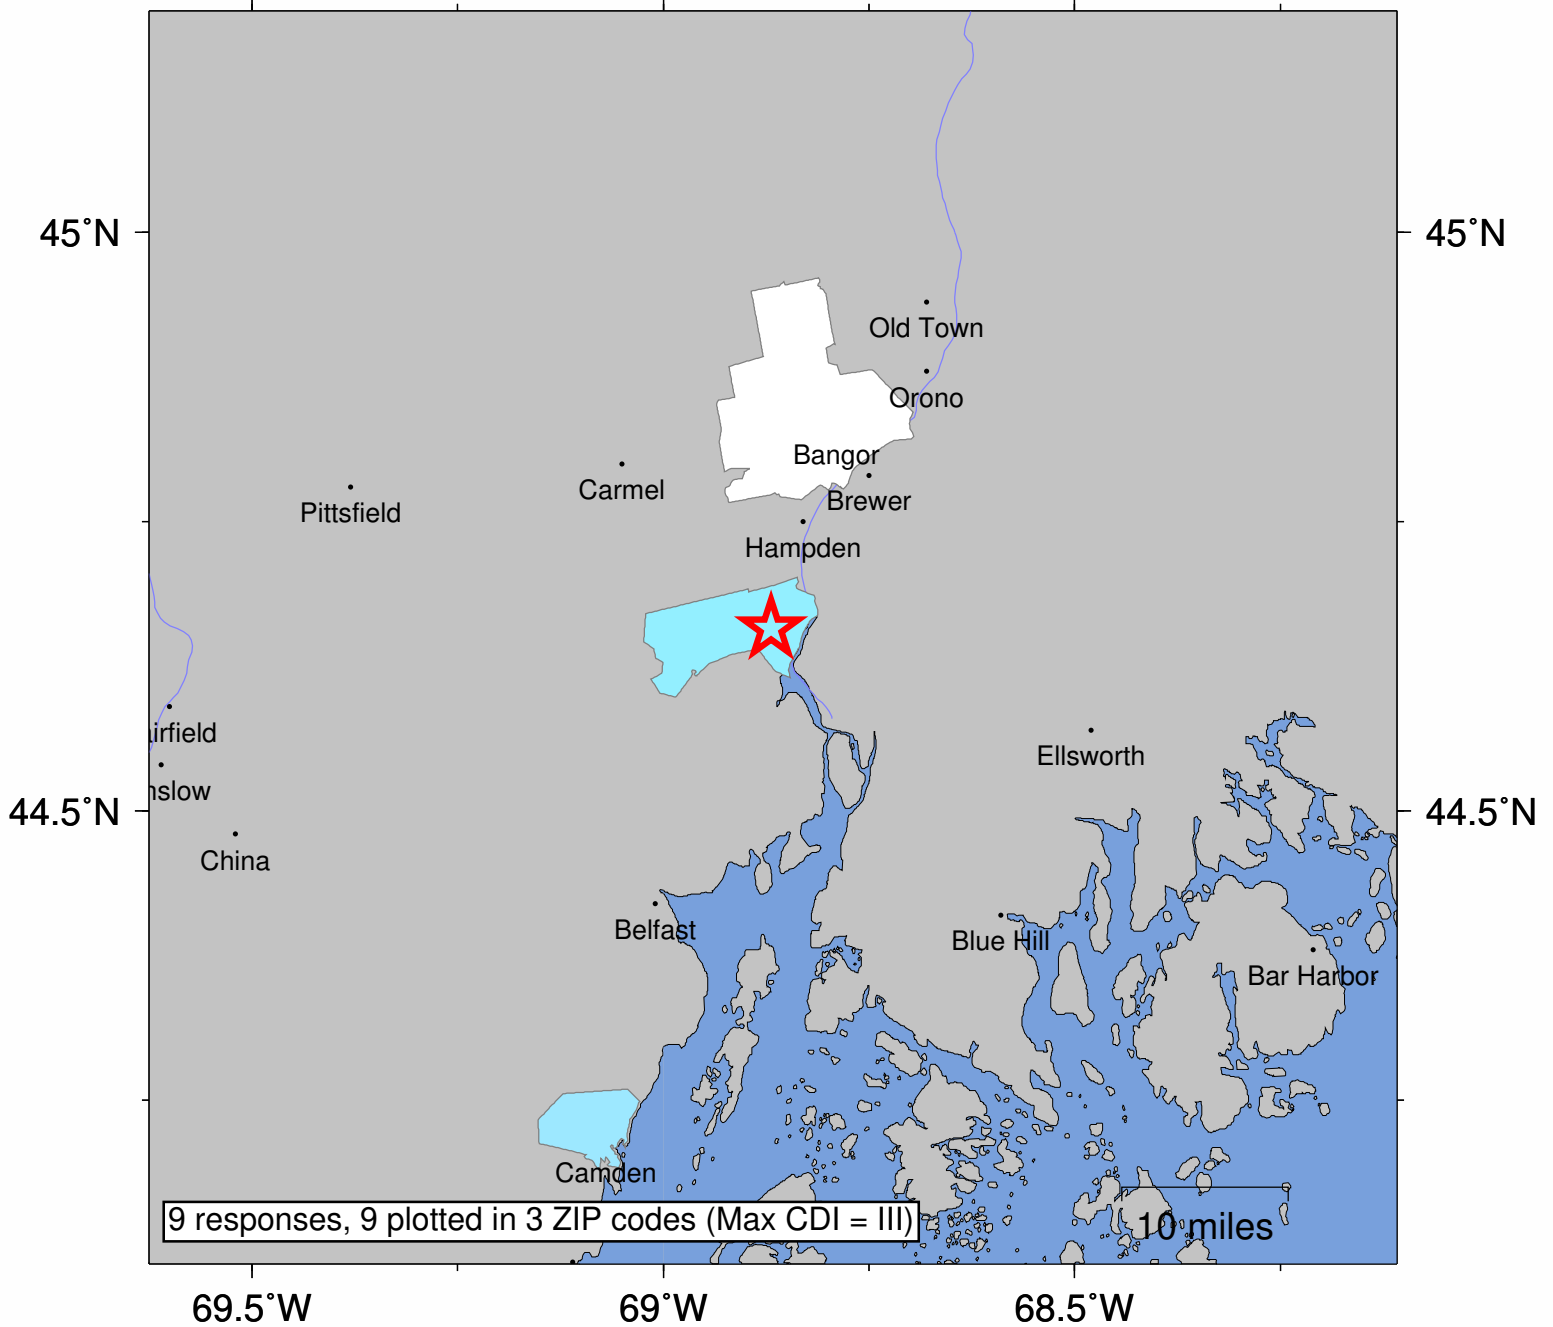 45˚N
45˚N
Old Town
Orono
Bangor
Carmel
Brewer
Pittsfield
Hampden
airfield
nslow
Ellsworth
44.5˚N
44.5˚N
China
Belfast
Blue Hill
Bar Harbor
Camden
9 responses, 9 plotted in 3 ZIP codes (Max CDI = III)
10 miles
69.5˚W
69˚W
68.5˚W